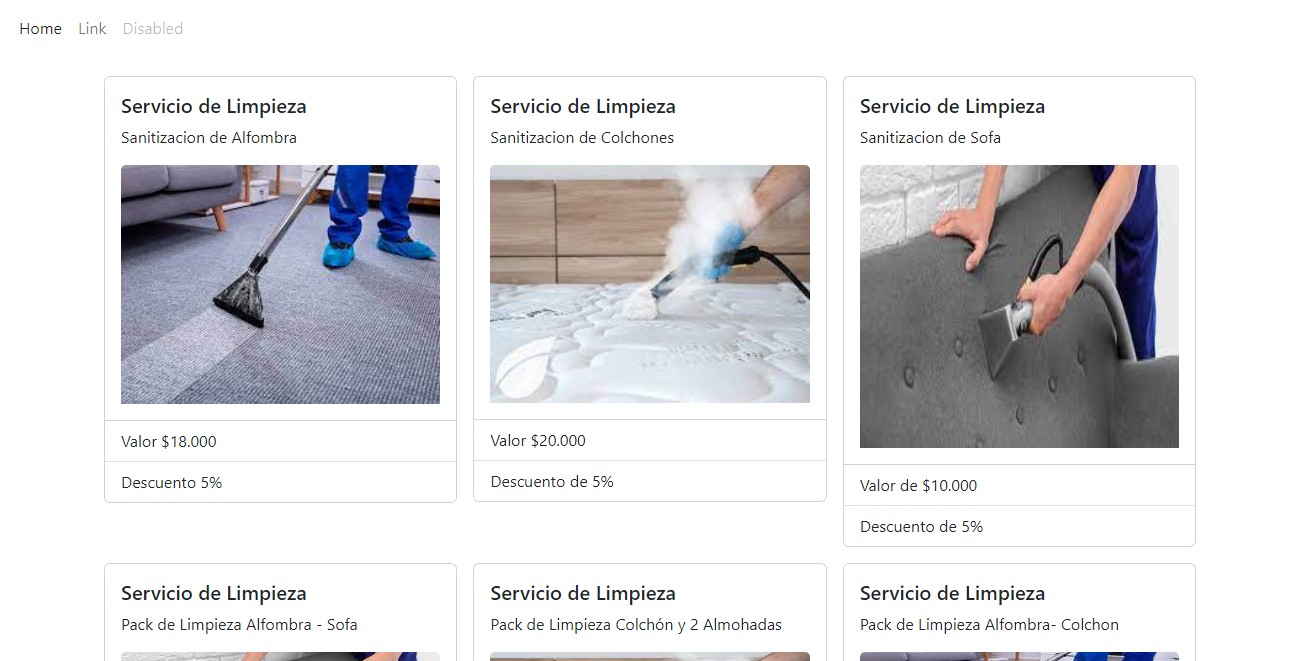 Home Link Disabled
Servicio de Limpieza
Sanitizacion de Alfombra
Valor $18.000
Descuento 5%
Servicio de Limpieza
Sanitizacion de Colchones
Valor $20.000
Descuento de 5%
Servicio de Limpieza
Sanitizacion de Sofa
Valor de $10.000
Descuento de 5%
Servicio de Limpieza
Pack de Limpieza Alfombra - Sofa
Servicio de Limpieza
Pack de Limpieza Colchón y 2 Almohadas
Servicio de Limpieza
Pack de Limpieza Alfombra- Colchon